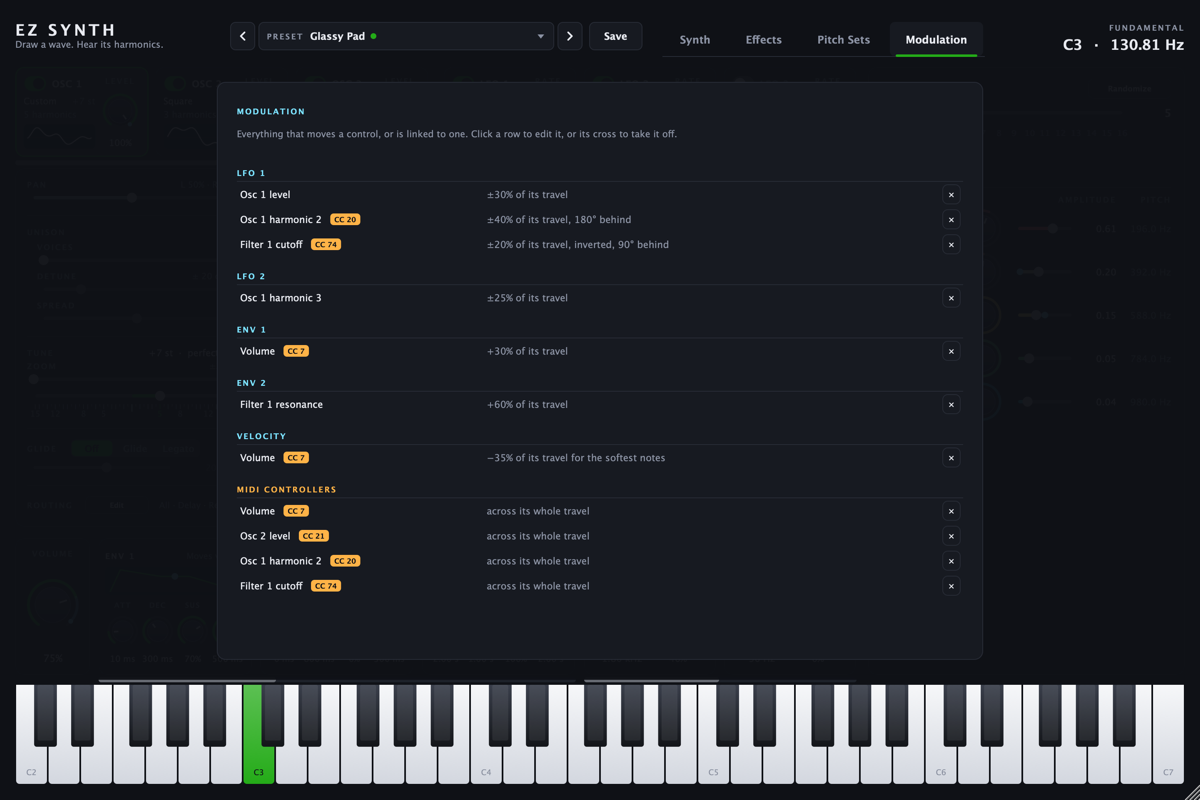 EZ SYNTH
Draw a wave. Hear its harmonics.
PRESET Glassy Pad
Save
Synth
Effects
Pitch Sets
Modulation
FUNDAMENTAL
C3 · 130.81 Hz
MODULATION
Everything that moves a control, or is linked to one. Click a row to edit it, or its cross to take it off.
LFO 1
Osc 1 level ±30% of its travel
Osc 1 harmonic 2 CC 20 ±40% of its travel, 180° behind
Filter 1 cutoff CC 74 ±20% of its travel, inverted, 90° behind
LFO 2
Osc 1 harmonic 3 ±25% of its travel
ENV 1
Volume CC 7 +30% of its travel
ENV 2
Filter 1 resonance +60% of its travel
VELOCITY
Volume CC 7 −35% of its travel for the softest notes
MIDI CONTROLLERS
Volume CC 7 across its whole travel
Osc 2 level CC 21 across its whole travel
Osc 1 harmonic 2 CC 20 across its whole travel
Filter 1 cutoff CC 74 across its whole travel
C2
C3
C4
C5
C6
C7